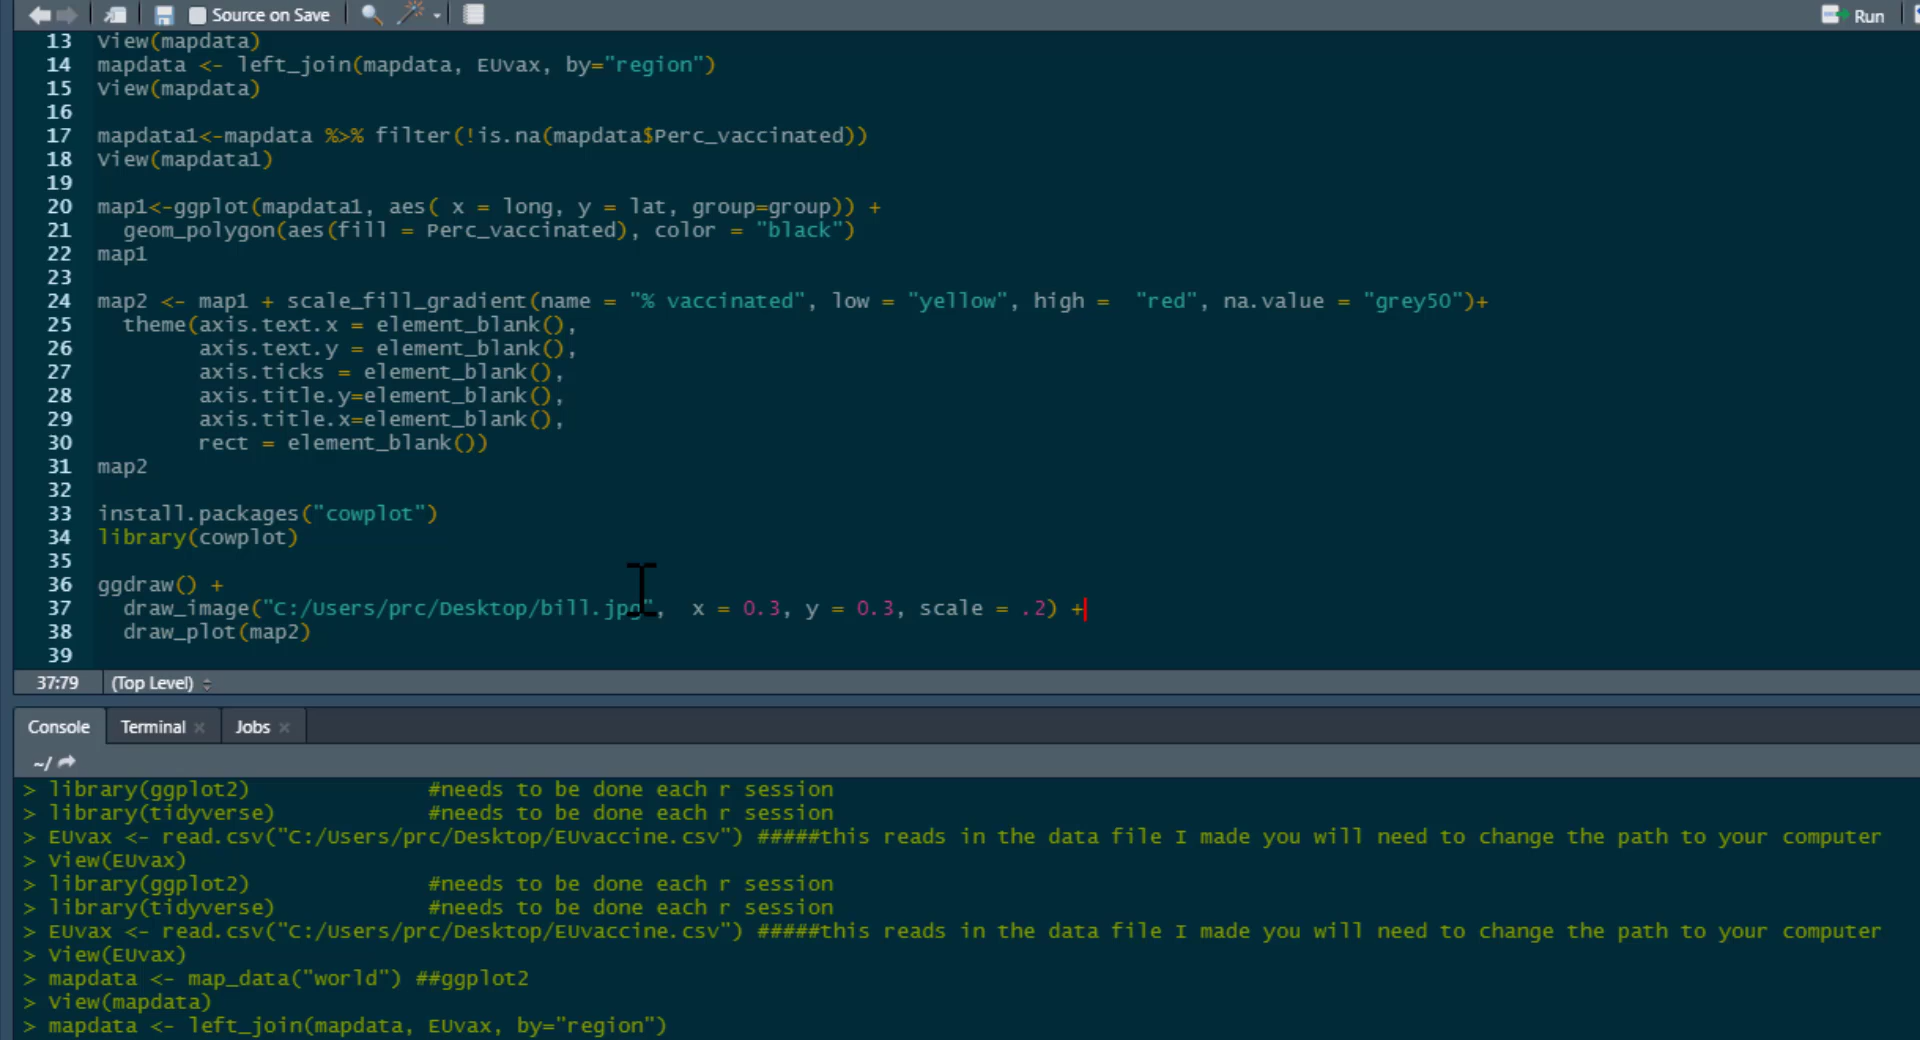 Source on Save
Run
13 View(mapdata)
14 mapdata <- left_join(mapdata, EUvax, by="region")
15 View(mapdata)
16
17 mapdata1<-mapdata %>% filter(!is.na(mapdata$Perc_vaccinated))
18 View(mapdata1)
19
20 map1<-ggplot(mapdata1, aes( x = long, y = lat, group=group)) +
21 geom_polygon(aes(fill = Perc_vaccinated), color = "black")
22 map1
23
24 map2 <- map1 + scale_fill_gradient(name = "% vaccinated", low = "yellow", high =  "red", na.value = "grey50")+
25 theme(axis.text.x = element_blank(),
26 axis.text.y = element_blank(),
27 axis.ticks = element_blank(),
28 axis.title.y=element_blank(),
29 axis.title.x=element_blank(),
30 rect = element_blank())
31 map2
32
33 install.packages("cowplot")
34 library(cowplot)
35
36 ggdraw() +
37 draw_image("C:/Users/prc/Desktop/bill.jpg",  x = 0.3, y = 0.3, scale = .2) +
38 draw_plot(map2)
39
37:79 (Top Level)
Console Terminal Jobs
~/
> library(ggplot2) #needs to be done each r session
> library(tidyverse) #needs to be done each r session
> EUvax <- read.csv("C:/Users/prc/Desktop/EUvaccine.csv") #####this reads in the data file I made you will need to change the path to your computer
> View(EUvax)
> library(ggplot2) #needs to be done each r session
> library(tidyverse) #needs to be done each r session
> EUvax <- read.csv("C:/Users/prc/Desktop/EUvaccine.csv") #####this reads in the data file I made you will need to change the path to your computer
> View(EUvax)
> mapdata <- map_data("world") ##ggplot2
> View(mapdata)
> mapdata <- left_join(mapdata, EUvax, by="region")